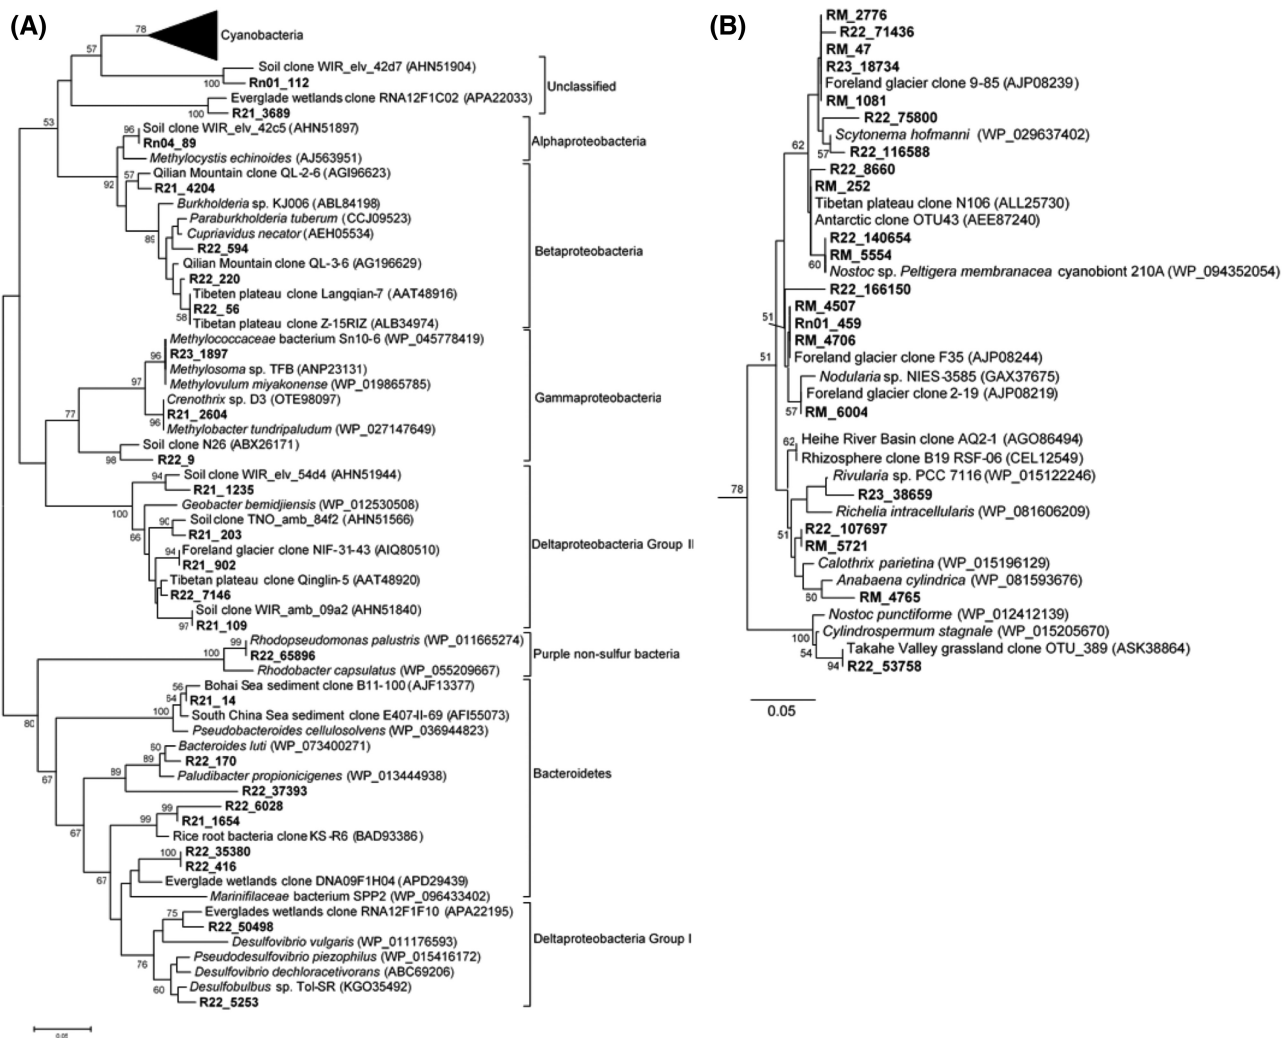 (A)
78
Cyanobacteria
57
Soil clone WIR_elv_42d7 (AHN51904)
100
Rn01_112
Unclassified
Everglade wetlands clone RNA12F1C02 (APA22033)
100
R21_3689
53
96
Soil clone WIR_elv_42c5 (AHN51897)
Rn04_89
Alphaproteobacteria
Methylocystis echinoides (AJ563951)
57
Qilian Mountain clone QL-2-6 (AGI96623)
92
R21_4204
Burkholderia sp. KJ006 (ABL84198)
Paraburkholderia tuberum (CCJ09523)
Cupriavidus necator (AEH05534)
89
R22_594
Betaproteobacteria
Qilian Mountain clone QL-3-6 (AG196629)
R22_220
Tibeten plateau clone Langqian-7 (AAT48916)
R22_56
58
Tibetan plateau clone Z-15RIZ (ALB34974)
Methylococcaceae bacterium Sn10-6 (WP_045778419)
96
R23_1897
Methylosoma sp. TFB (ANP23131)
97
Methylovulum miyakonense (WP_019865785)
Crenothrix sp. D3 (OTE98097)
Gammaproteobacteria
77
96
R21_2604
Methylobacter tundripaludum (WP_027147649)
Soil clone N26 (ABX26171)
98
R22_9
94
Soil clone WIR_elv_54d4 (AHN51944)
R21_1235
100
Geobacter bemidjiensis (WP_012530508)
90
Soil clone TNO_amb_84f2 (AHN51566)
66
R21_203
Deltaproteobacteria Group II
94
Foreland glacier clone NIF-31-43 (AIQ80510)
R21_902
Tibetan plateau clone Qinglin-5 (AAT48920)
R22_7146
Soil clone WIR_amb_09a2 (AHN51840)
97
R21_109
99
Rhodopseudomonas palustris (WP_011665274)
100
R22_65896
Purple non-sulfur bacteria
Rhodobacter capsulatus (WP_055209667)
56
Bohai Sea sediment clone B11-100 (AJF13377)
64
R21_14
100
South China Sea sediment clone E407-II-69 (AFI55073)
80
Pseudobacteroides cellulosolvens (WP_036944823)
60
Bacteroides luti (WP_073400271)
89
R22_170
67
89
Paludibacter propionicigenes (WP_013444938)
Bacteroidetes
R22_37393
99
R22_6028
99
R21_1654
67
Rice root bacteria clone KS-R6 (BAD93386)
100
R22_35380
R22_416
67
Everglade wetlands clone DNA09F1H04 (APD29439)
Marinifilaceae bacterium SPP2 (WP_096433402)
75
Everglades wetlands clone RNA12F1F10 (APA22195)
R22_50498
Desulfovibrio vulgaris (WP_011176593)
Deltaproteobacteria Group I
76
Pseudodesulfovibrio piezophilus (WP_015416172)
Desulfovibrio dechloracetivorans (ABC69206)
60
Desulfobulbus sp. Tol-SR (KGO35492)
R22_5253
0.05
(B)
RM_2776
R22_71436
RM_47
R23_18734
Foreland glacier clone 9-85 (AJP08239)
RM_1081
R22_75800
Scytonema hofmanni (WP_029637402)
62
57
R22_116588
R22_8660
RM_252
Tibetan plateau clone N106 (ALL25730)
Antarctic clone OTU43 (AEE87240)
R22_140654
RM_5554
60
Nostoc sp. Peltigera membranacea cyanobiont 210A (WP_094352054)
R22_166150
RM_4507
51
Rn01_459
RM_4706
51
Foreland glacier clone F35 (AJP08244)
Nodularia sp. NIES-3585 (GAX37675)
Foreland glacier clone 2-19 (AJP08219)
57
RM_6004
62
Heihe River Basin clone AQ2-1 (AGO86494)
Rhizosphere clone B19 RSF-06 (CEL12549)
Rivularia sp. PCC 7116 (WP_015122246)
78
R23_38659
Richelia intracellularis (WP_081606209)
R22_107697
51
RM_5721
Calothrix parietina (WP_015196129)
Anabaena cylindrica (WP_081593676)
60
RM_4765
Nostoc punctiforme (WP_012412139)
100
Cylindrospermum stagnale (WP_015205670)
54
Takahe Valley grassland clone OTU_389 (ASK38864)
94
R22_53758
0.05